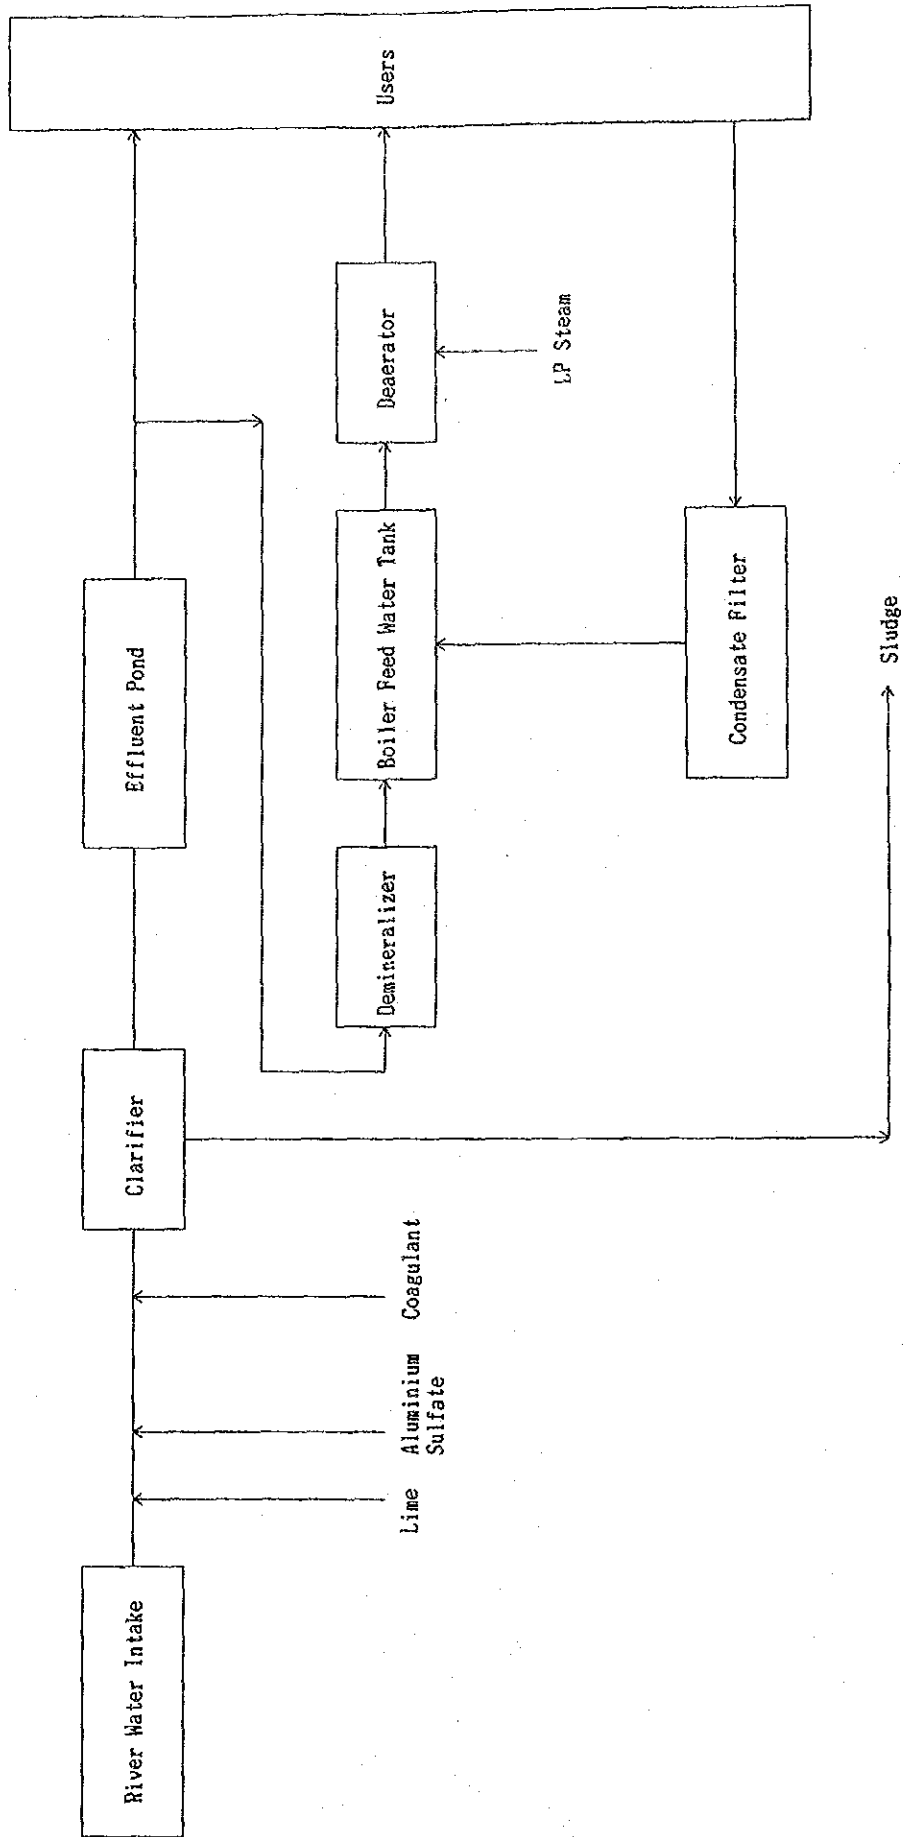 River Water Intake
Lime
Aluminium
Sulfate
Coagulant
Clarifier
Effluent Pond
Demineralizer
Boiler Feed Water Tank
Deaerator
LP Steam
Condensate Filter
Sludge
Users